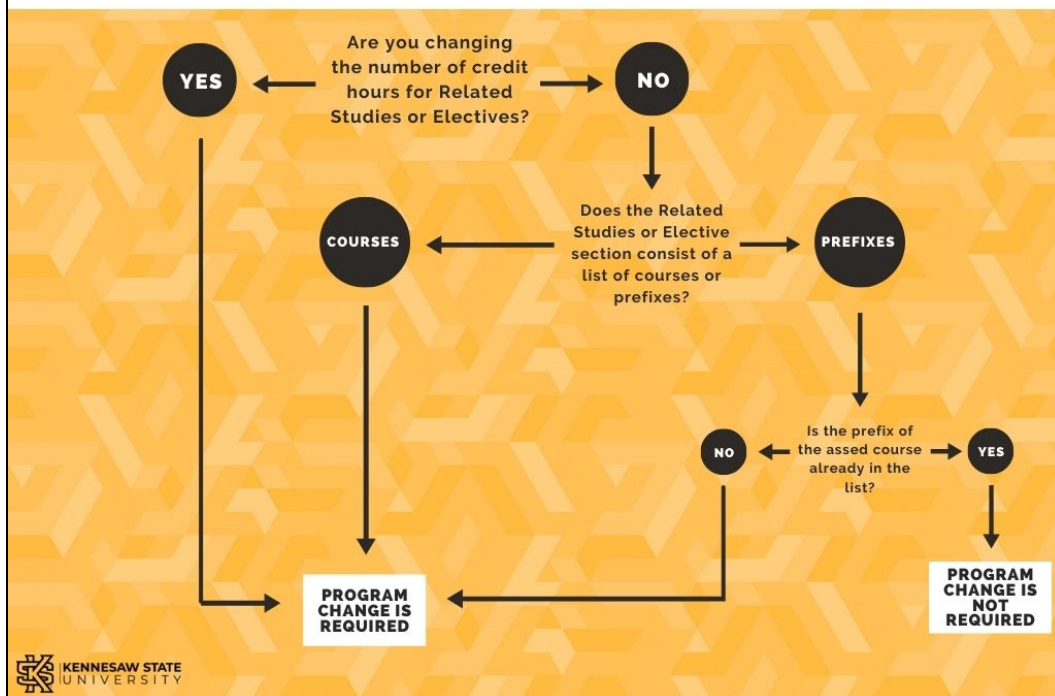 YES
Are you changing
the number of credit
hours for Related
Studies or Electives?
NO
COURSES
Does the Related
Studies or Elective
section consist of a
list of courses or
prefixes?
PREFIXES
NO
Is the prefix of
the assed course
already in the
list?
YES
PROGRAM
CHANGE IS
REQUIRED
PROGRAM
CHANGE IS
NOT
REQUIRED
KS
KENNESAW STATE
UNIVERSITY